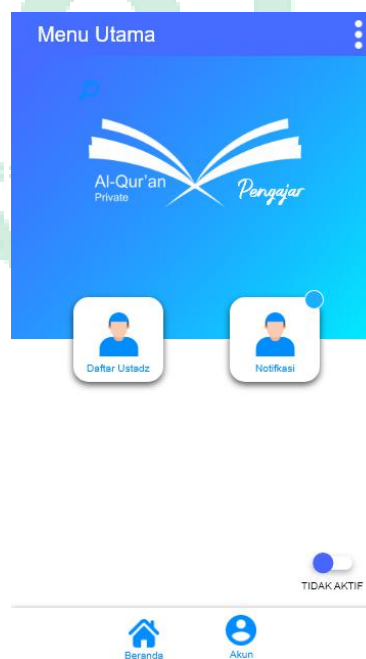 Menu Utama
Al-Qur'an
Private
Pengajar
Daftar Ustadz
Notifkasi
TIDAK AKTIF
Beranda
Akun